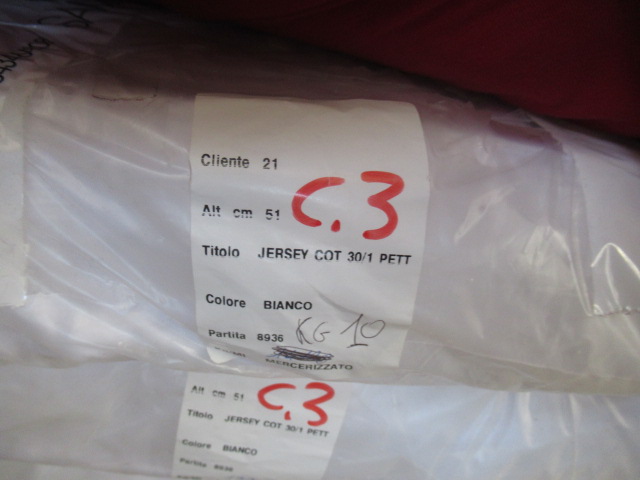 Cliente 21
Alt cm 51 C.3
Titolo JERSEY COT 30/1 PETT
Colore BIANCO
Partita 8936 KG 10
MERCERIZZATO
Alt cm 51 C.3
Titolo JERSEY COT 30/1 PETT
Colore BIANCO
Partita 8936